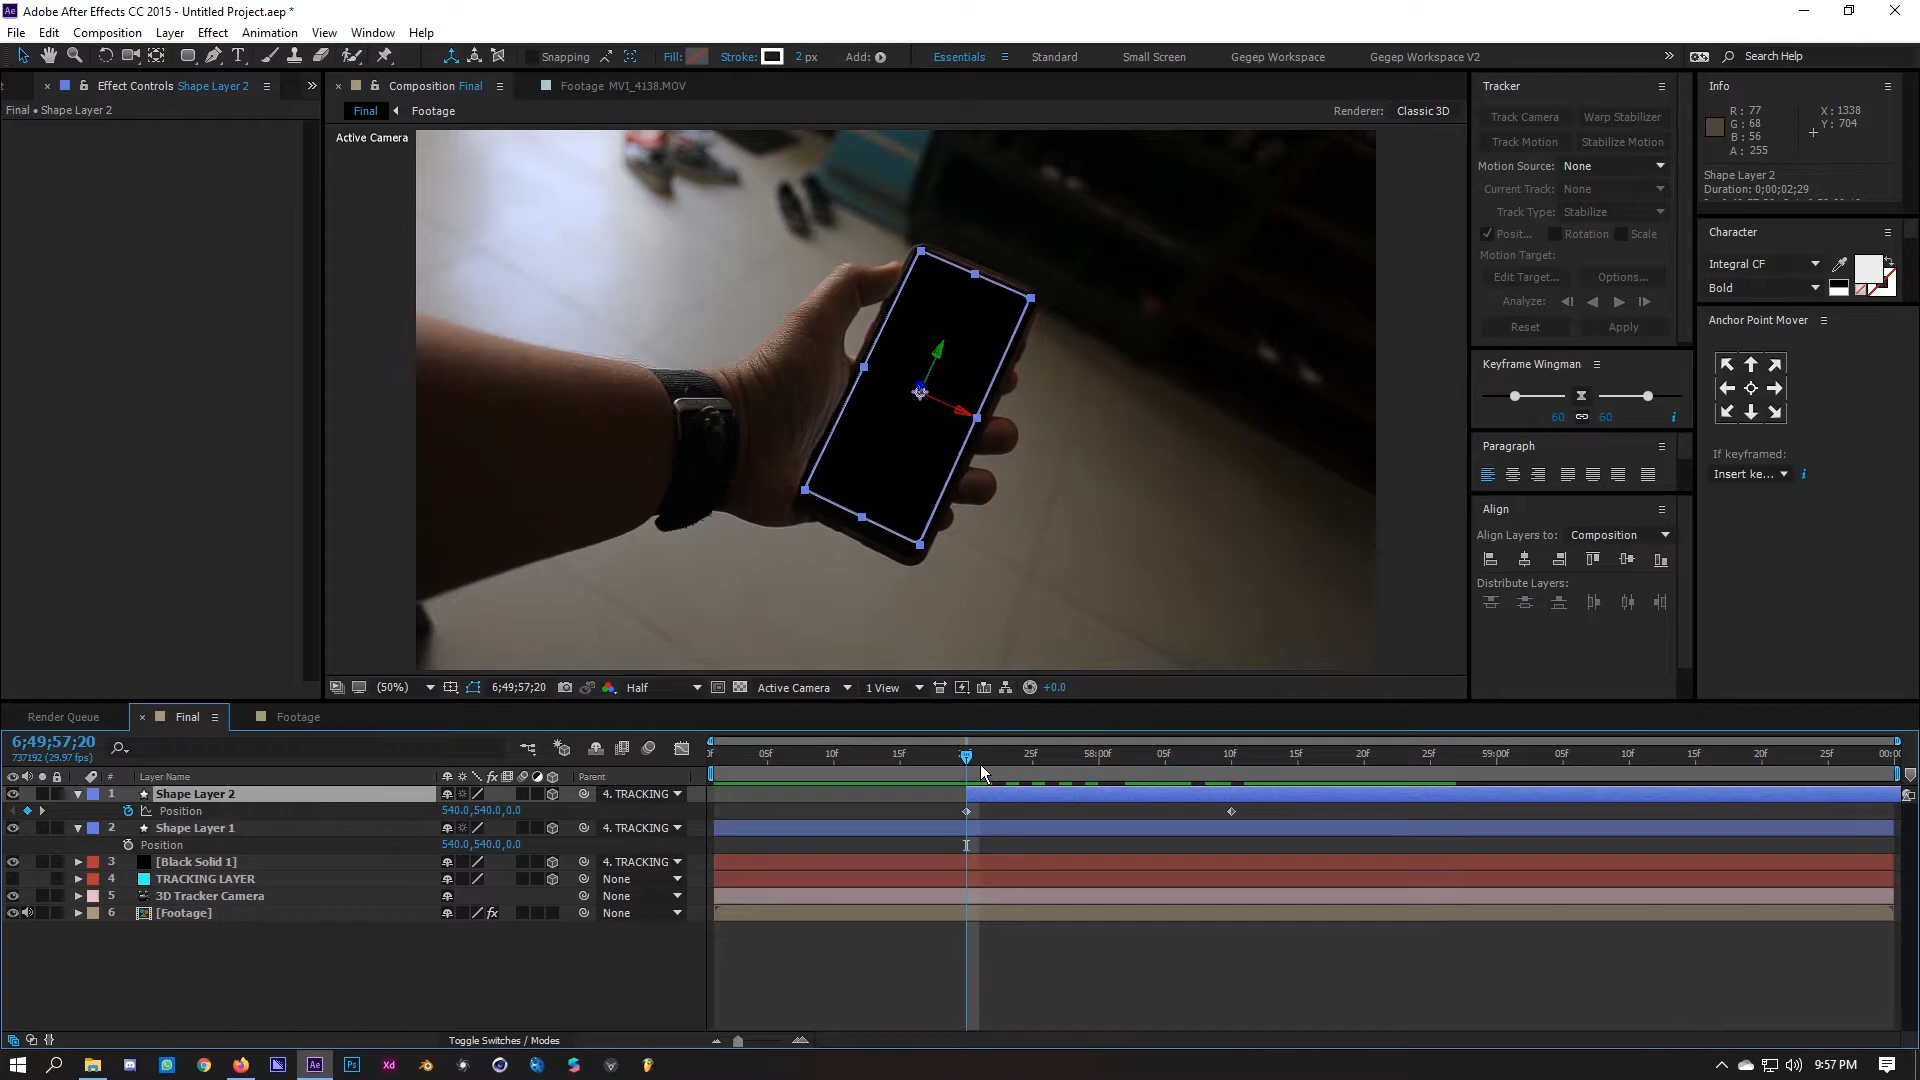 Adobe After Effects CC 2015 - Untitled Project.aep *
File Edit Composition Layer Effect Animation View Window Help
Snapping Fill: Stroke: 2 px Add: Essentials Standard Small Screen Gegep Workspace Gegep Workspace V2 Search Help
Effect Controls Shape Layer 2
Final • Shape Layer 2
Composition Final Footage MVI_4138.MOV
Final Footage Renderer: Classic 3D
Active Camera
Tracker
Track Camera Warp Stabilizer
Track Motion Stabilize Motion
Motion Source: None
Current Track: None
Track Type: Stabilize
Posit... Rotation Scale
Motion Target:
Edit Target... Options...
Analyze:
Reset Apply
Keyframe Wingman
60 60
Paragraph
Align
Align Layers to: Composition
Distribute Layers:
Info
R: 77 X: 1338
G: 68 Y: 704
B: 56
A: 255
Shape Layer 2
Duration: 0;00;02;29
Character
Integral CF
Bold
Anchor Point Mover
If keyframed:
Insert ke...
(50%) 6;49;57;20 Half Active Camera 1 View +0.0
Render Queue Final Footage
6;49;57;20
737192 (29.97 fps)
05f 10f 15f 25f 58:00f 05f 10f 15f 20f 25f 59:00f 05f 10f 15f 20f 25f 00:00
# Layer Name Parent
1 Shape Layer 2 4. TRACKING
Position 540.0,540.0,0.0
2 Shape Layer 1 4. TRACKING
Position 540.0,540.0,0.0
3 [Black Solid 1] 4. TRACKING
4 TRACKING LAYER None
5 3D Tracker Camera None
6 [Footage] None
Toggle Switches / Modes
9:57 PM